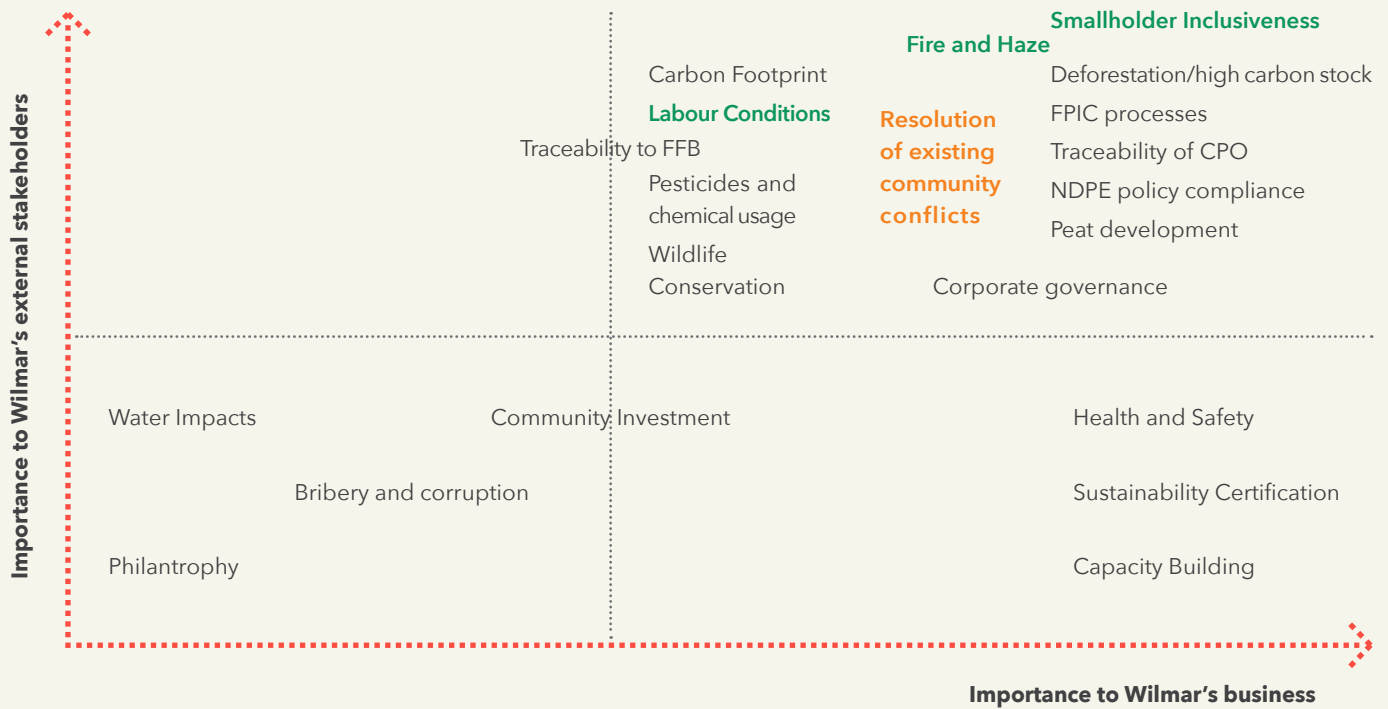 Importance to Wilmar's external stakeholders
Smallholder Inclusiveness
Fire and Haze
Carbon Footprint
Deforestation/high carbon stock
Labour Conditions
Resolution
of existing
community
conflicts
FPIC processes
Traceability to FFB
Traceability of CPO
Pesticides and
chemical usage
NDPE policy compliance
Peat development
Wildlife
Conservation
Corporate governance
Water Impacts
Community Investment
Health and Safety
Bribery and corruption
Sustainability Certification
Philantrophy
Capacity Building
Importance to Wilmar's business